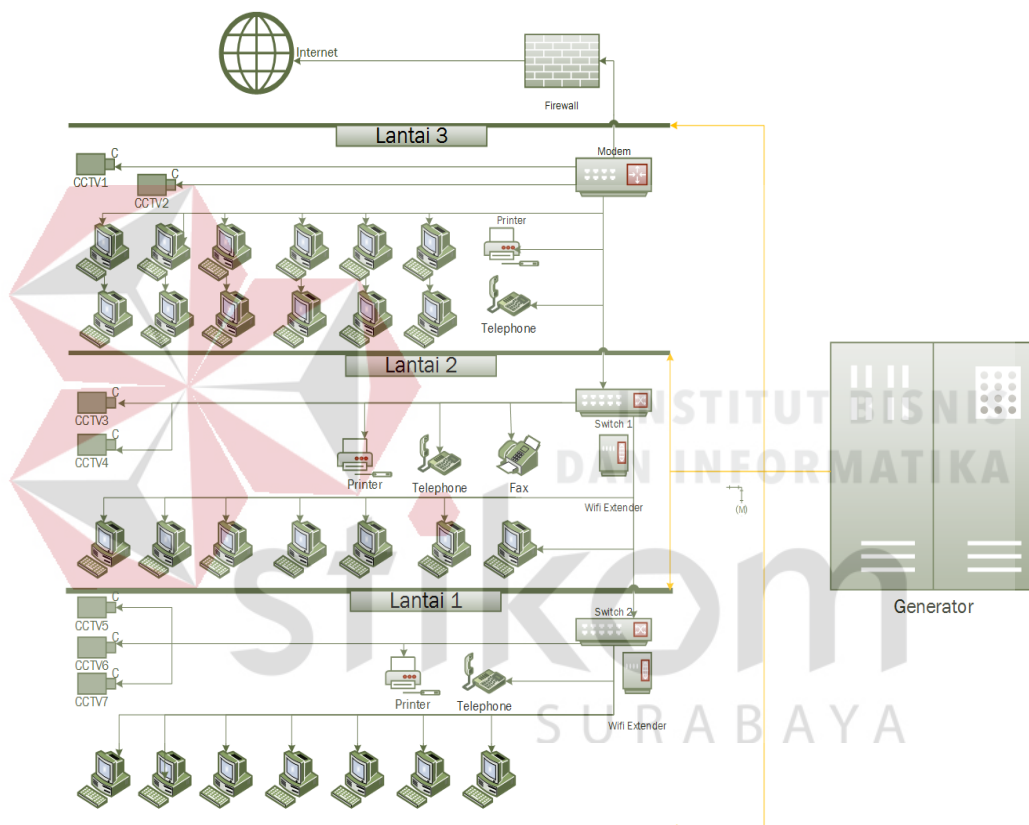 Internet
Firewall
Lantai 3
Modem
C
CCTV1
C
CCTV2
Printer
Telephone
Lantai 2
C
CCTV3
C
CCTV4
Switch 1
Printer
Telephone
Fax
Wifi Extender
(M)
INSTITUT BISNIS
DAN INFORMATIKA
stikom
SURABAYA
Generator
Lantai 1
C
CCTV5
C
CCTV6
C
CCTV7
Switch 2
Printer
Telephone
Wifi Extender